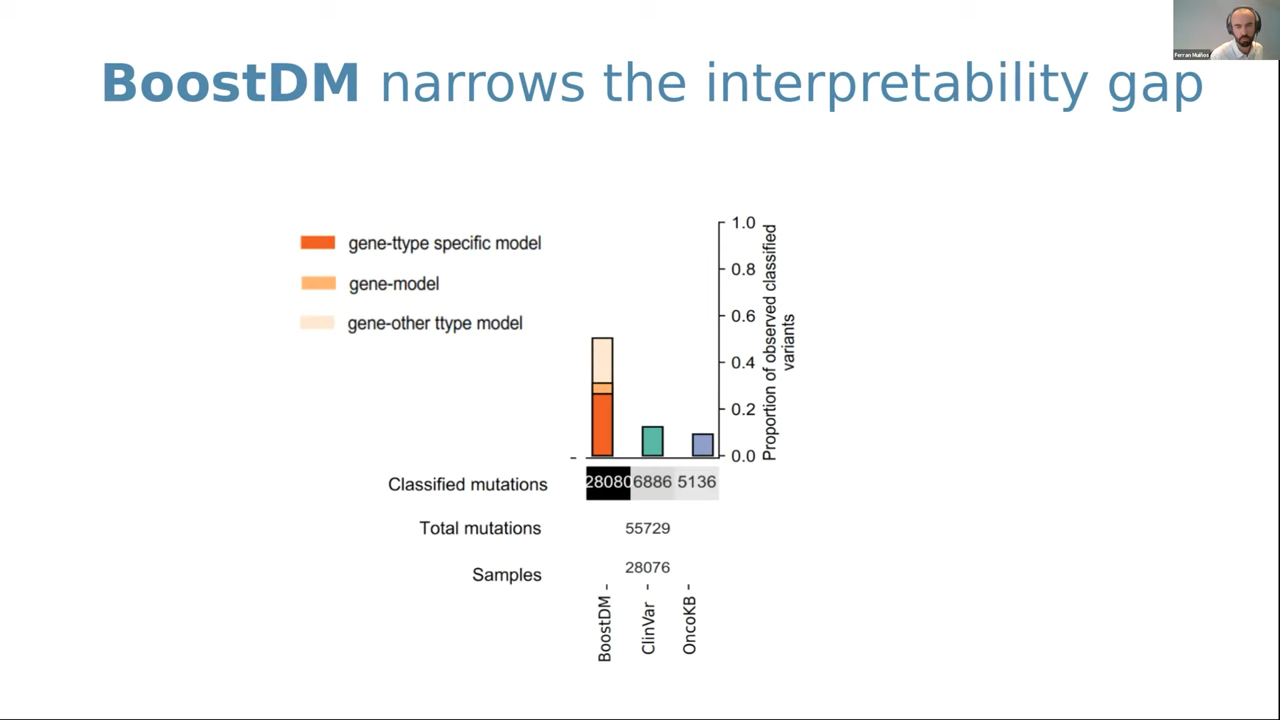 BoostDM narrows the interpretability gap
Ferran Muiños
gene-ttype specific model
gene-model
gene-other ttype model
1.0
0.8
0.6
0.4
0.2
0.0
Proportion of observed classified
variants
Classified mutations 28080 6886 5136
Total mutations 55729
Samples 28076
BoostDM - ClinVar - OncoKB -